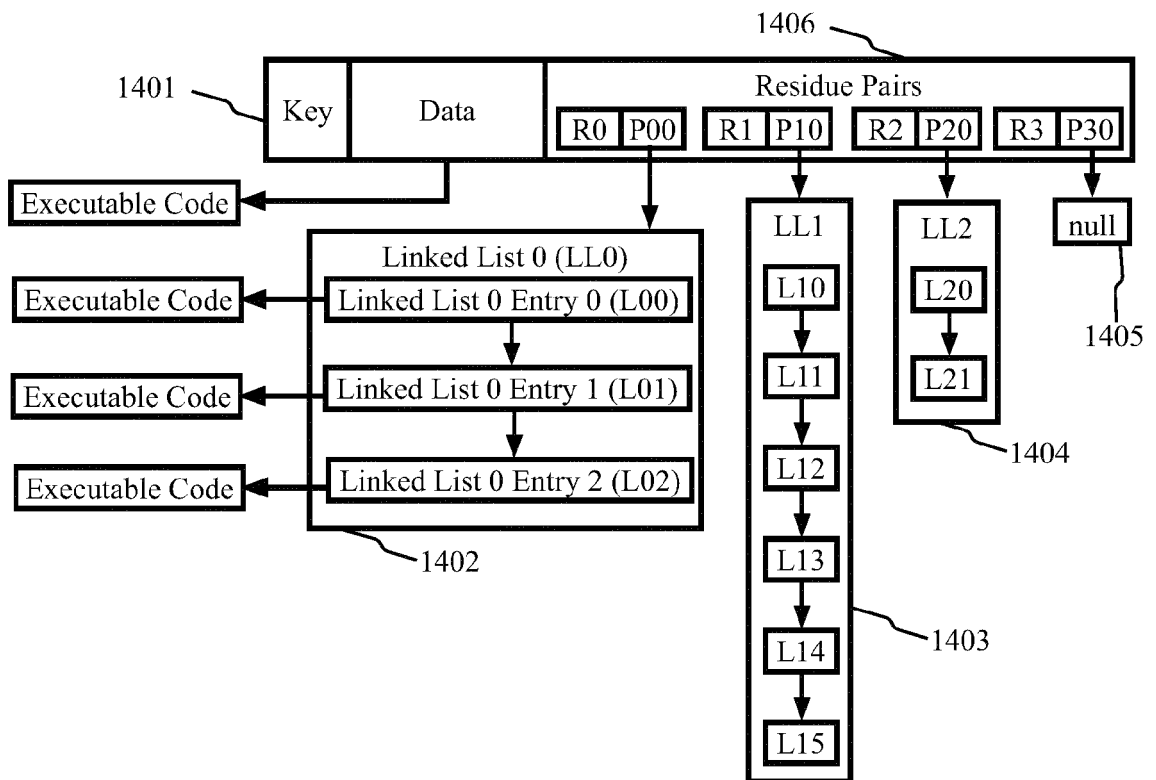 1406
1401
Key
Data
Residue Pairs
R0 P00
R1 P10
R2 P20
R3 P30
Executable Code
Linked List 0 (LL0)
Executable Code
Linked List 0 Entry 0 (L00)
Executable Code
Linked List 0 Entry 1 (L01)
Executable Code
Linked List 0 Entry 2 (L02)
1402
LL1
L10
L11
L12
L13
L14
L15
1403
LL2
L20
L21
1404
null
1405